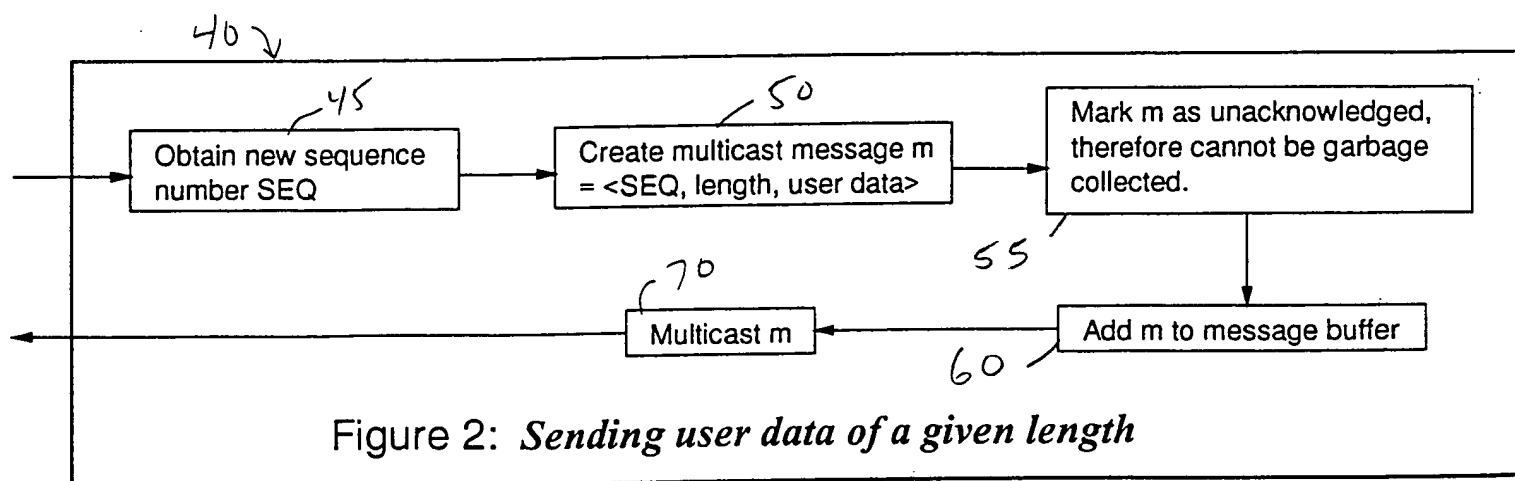 40
45
50
Obtain new sequence
number SEQ
Create multicast message m
= <SEQ, length, user data>
Mark m as unacknowledged,
therefore cannot be garbage
collected.
55
70
Multicast m
Add m to message buffer
60
Figure 2: Sending user data of a given length